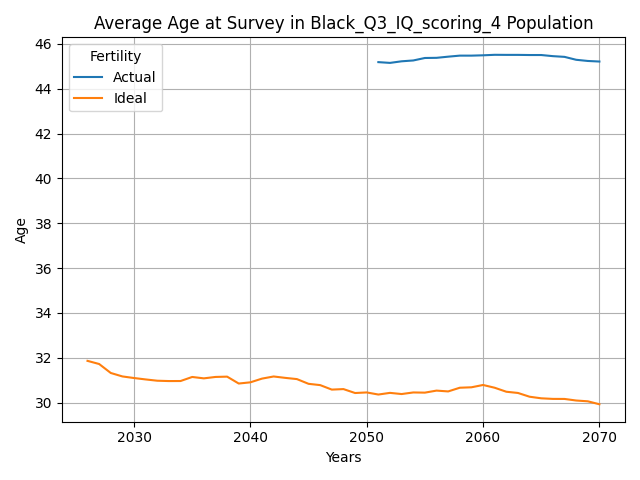 Average Age at Survey in Black_Q3_IQ_scoring_4 Population
Fertility
Actual
Ideal
46
44
42
40
38
36
34
32
30
Age
2030 2040 2050 2060 2070
Years